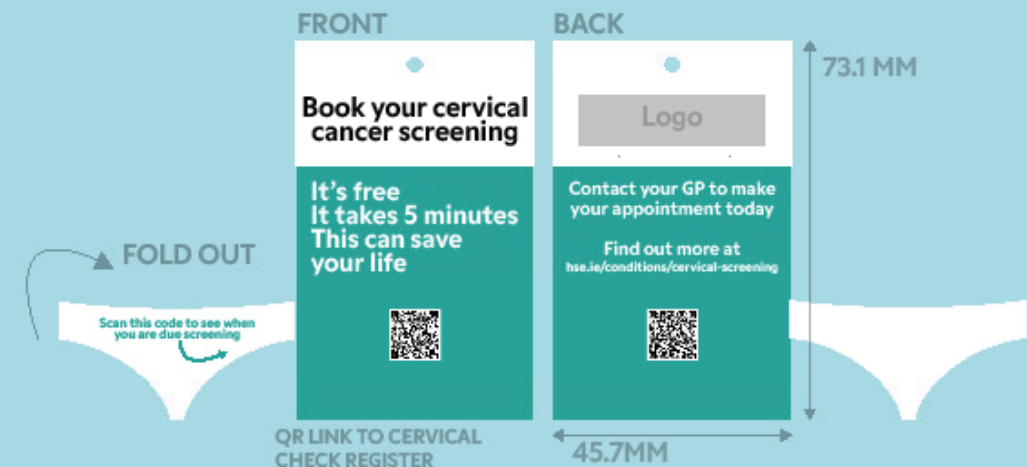 FRONT
Book your cervical
cancer screening
It's free
It takes 5 minutes
This can save
your life
FOLD OUT
Scan this code to see when
you are due screening
QR LINK TO CERVICAL
CHECK REGISTER
BACK
Logo
Contact your GP to make
your appointment today
Find out more at
hse.ie/conditions/cervical-screening
73.1 MM
45.7MM